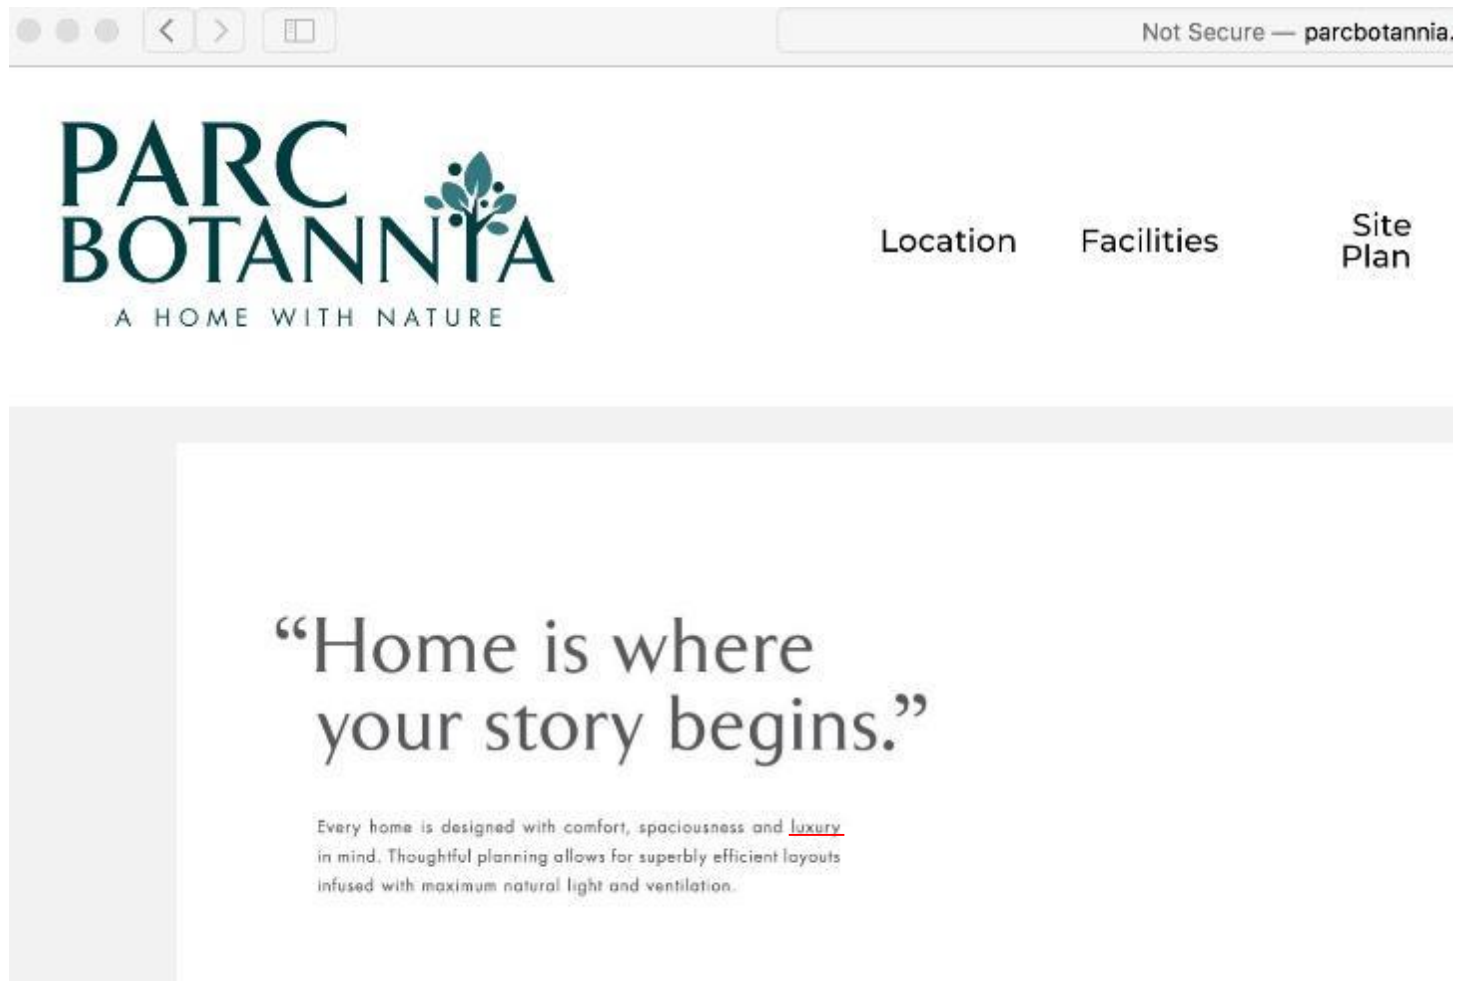 Not Secure — parcbotannia.
PARC
BOTANNIA
A HOME WITH NATURE
Location Facilities Site Plan
“Home is where
your story begins.”
Every home is designed with comfort, spaciousness and luxury
in mind. Thoughtful planning allows for superbly efficient layouts
infused with maximum natural light and ventilation.